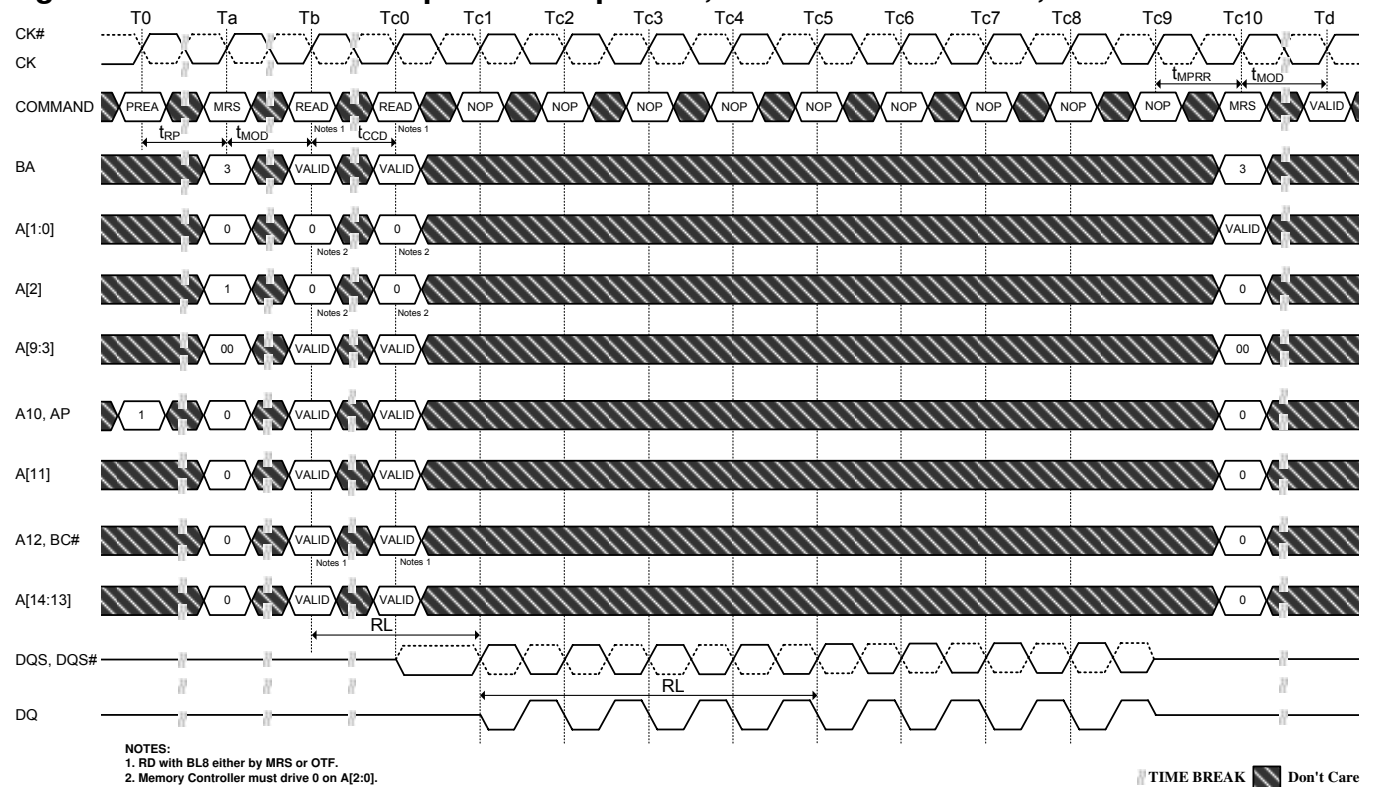 T0 Ta Tb Tc0 Tc1 Tc2 Tc3 Tc4 Tc5 Tc6 Tc7 Tc8 Tc9 Tc10 Td
CK#
CK
tMPRR tMOD
COMMAND PREA MRS READ READ NOP NOP NOP NOP NOP NOP NOP NOP NOP MRS VALID
Notes 1 Notes 1
tRP tMOD tCCD
BA 3 VALID VALID 3
A[1:0] 0 0 0 VALID
Notes 2 Notes 2
A[2] 1 0 0 0
Notes 2 Notes 2
A[9:3] 00 VALID VALID 00
A10, AP 1 0 VALID VALID 0
A[11] 0 VALID VALID 0
A12, BC# 0 VALID VALID 0
Notes 1 Notes 1
A[14:13] 0 VALID VALID 0
RL
DQS, DQS#
RL
DQ
NOTES:
1. RD with BL8 either by MRS or OTF.
2. Memory Controller must drive 0 on A[2:0].
TIME BREAK Don't Care